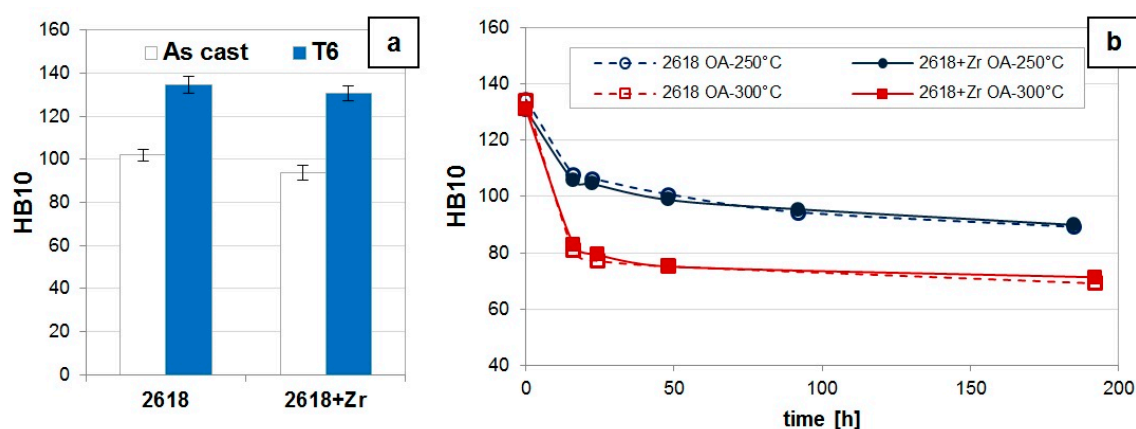 As cast T6
a
HB10
160
140
120
100
80
60
40
20
0
2618 2618+Zr
b
2618 OA-250°C 2618+Zr OA-250°C
2618 OA-300°C 2618+Zr OA-300°C
HB10
160
140
120
100
80
60
40
0 50 100 150 200
time [h]